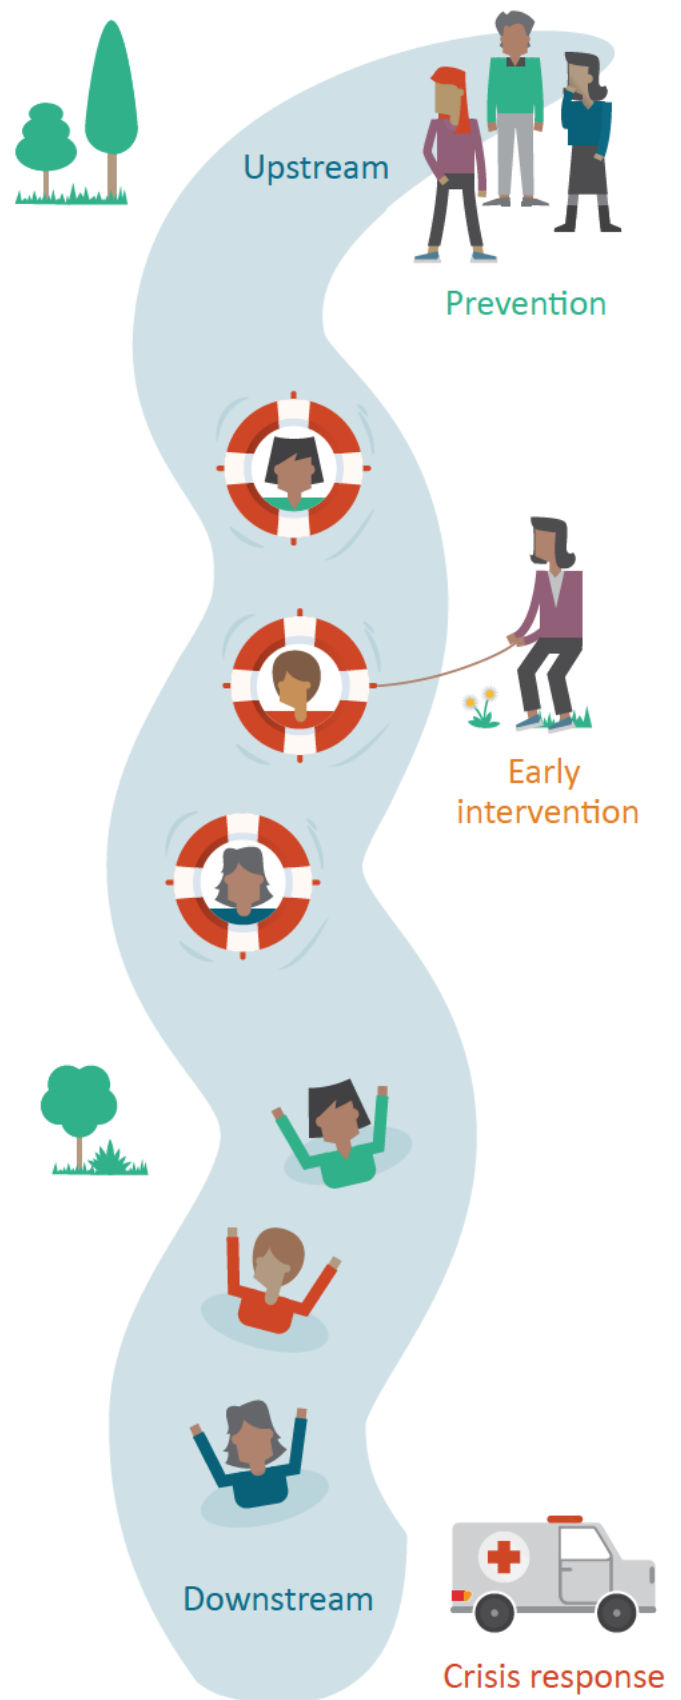 Upstream
Prevention
Early
intervention
Downstream
Crisis response